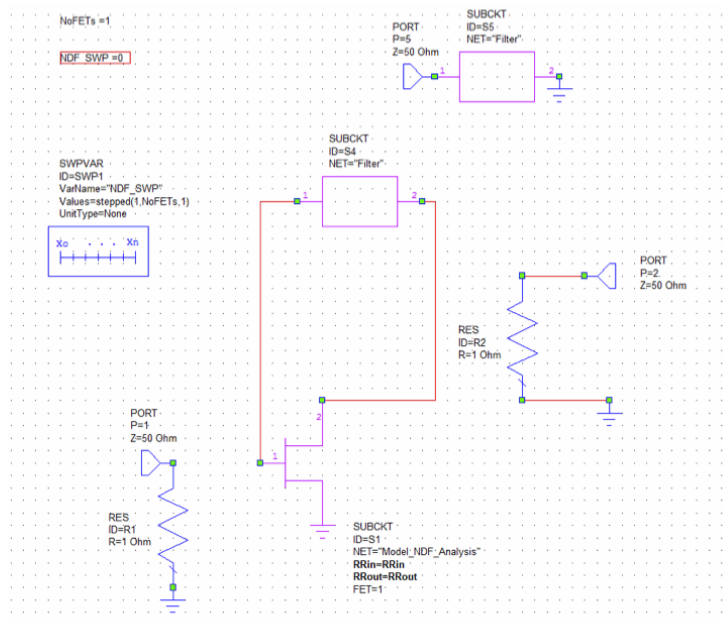 NoFETs =1
NDF_SWP =0
PORT
P=5
Z=50 Ohm
SUBCKT
ID=S5
NET="Filter"
1
2
SUBCKT
ID=S4
NET="Filter"
1
2
SWPVAR
ID=SWP1
VarName="NDF_SWP"
Values=stepped(1,NoFETs,1)
UnitType=None
Xo . . . Xn
PORT
P=2
Z=50 Ohm
RES
ID=R2
R=1 Ohm
PORT
P=1
Z=50 Ohm
2
1
RES
ID=R1
R=1 Ohm
SUBCKT
ID=S1
NET="Model_NDF_Analysis"
RRin=RRin
RRout=RRout
FET=1